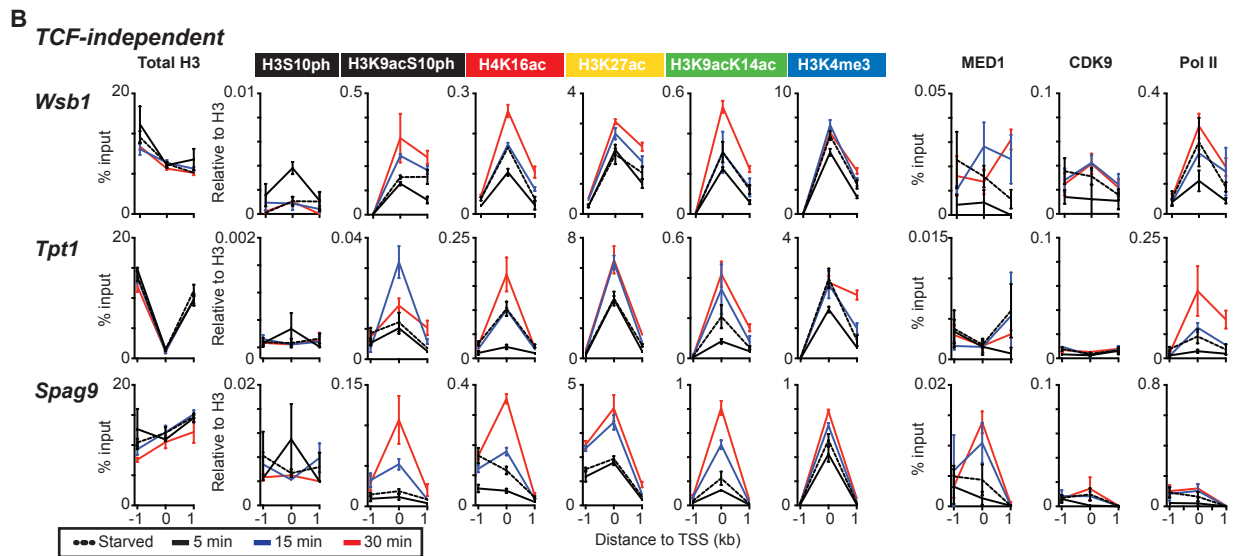 B
TCF-independent
Total H3 H3S10ph H3K9acS10ph H4K16ac H3K27ac H3K9acK14ac H3K4me3 MED1 CDK9 Pol II
Wsb1
% input 20 0 Relative to H3 0.01 0 0.5 0 0.3 0 4 0 0.6 0 10 0 % input 0.05 0 0.1 0 0.4 0
Tpt1
% input 20 0 Relative to H3 0.002 0 0.04 0 0.25 0 8 0 0.6 0 4 0 % input 0.015 0 0.1 0 0.25 0
Spag9
% input 20 0 Relative to H3 0.02 0 0.15 0 0.4 0 5 0 1 0 1 0 % input 0.02 0 0.1 0 0.8 0
-1 0 1 -1 0 1 -1 0 1 -1 0 1 -1 0 1 -1 0 1 -1 0 1 -1 0 1 -1 0 1 -1 0 1
Starved 5 min 15 min 30 min Distance to TSS (kb)